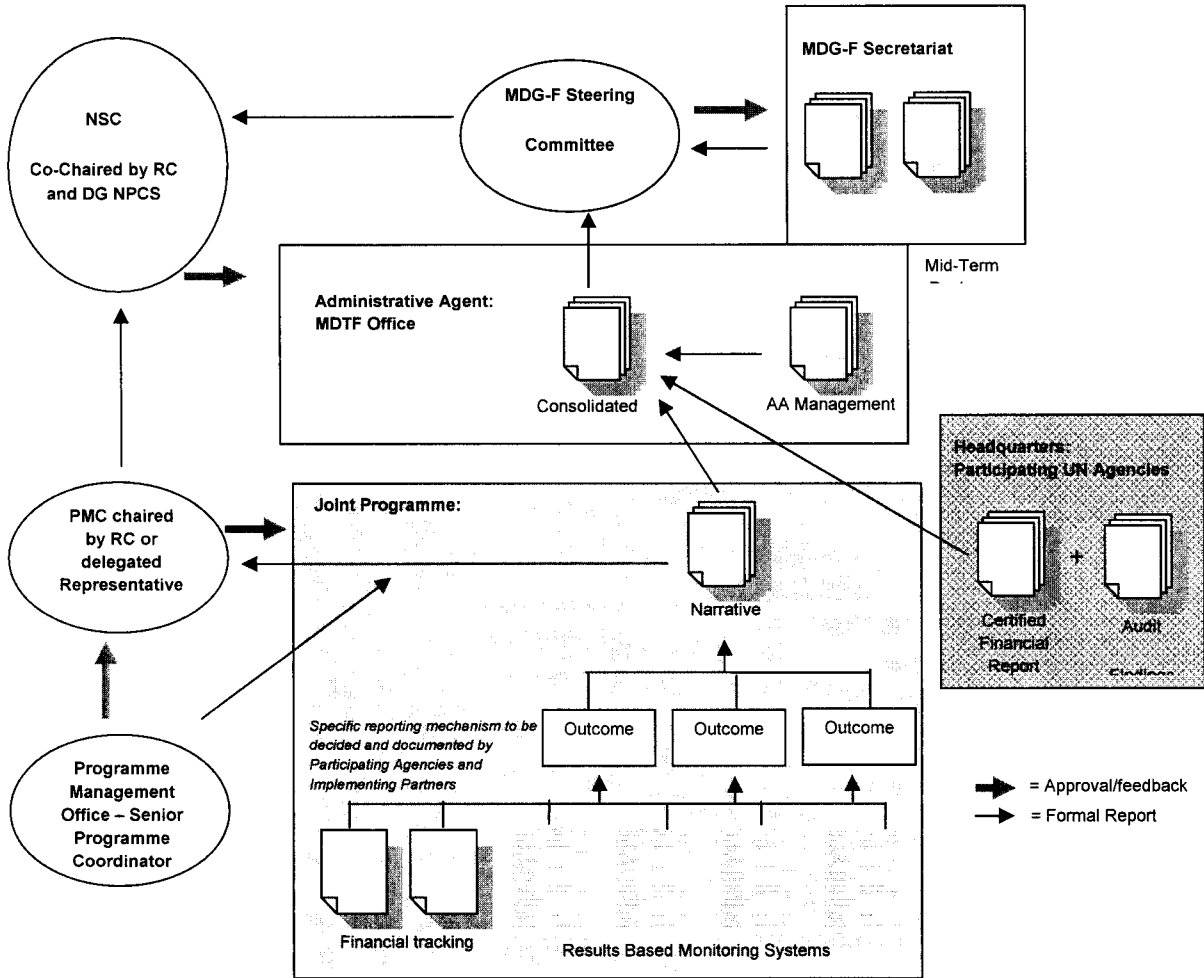 MDG-F Secretariat
MDG-F Steering
Committee
NSC
Co-Chaired by RC
and DG NPCS
Mid-Term
Administrative Agent:
MDTF Office
Consolidated
AA Management
Headquarters:
Participating UN Agencies
+
Certified
Financial
Report
Audit
Joint Programme:
PMC chaired
by RC or
delegated
Representative
Narrative
Outcome
Outcome
Outcome
Specific reporting mechanism to be
decided and documented by
Participating Agencies and
Implementing Partners
Programme
Management
Office – Senior
Programme
Coordinator
= Approval/feedback
= Formal Report
Financial tracking
Results Based Monitoring Systems